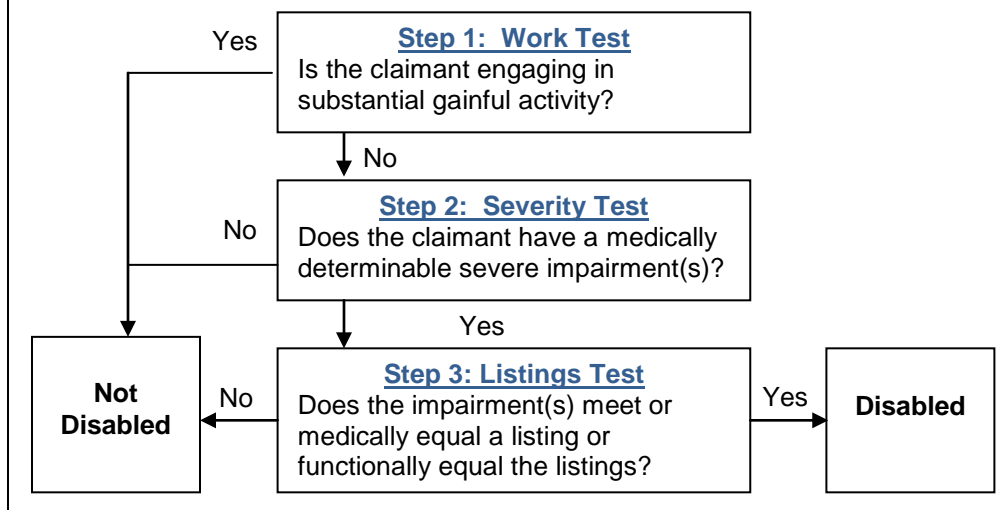 Step 1: Work Test
Yes
Is the claimant engaging in
substantial gainful activity?
No
Step 2: Severity Test
No
Does the claimant have a medically
determinable severe impairment(s)?
Yes
Step 3: Listings Test
Not
Disabled
No
Does the impairment(s) meet or
medically equal a listing or
functionally equal the listings?
Yes
Disabled